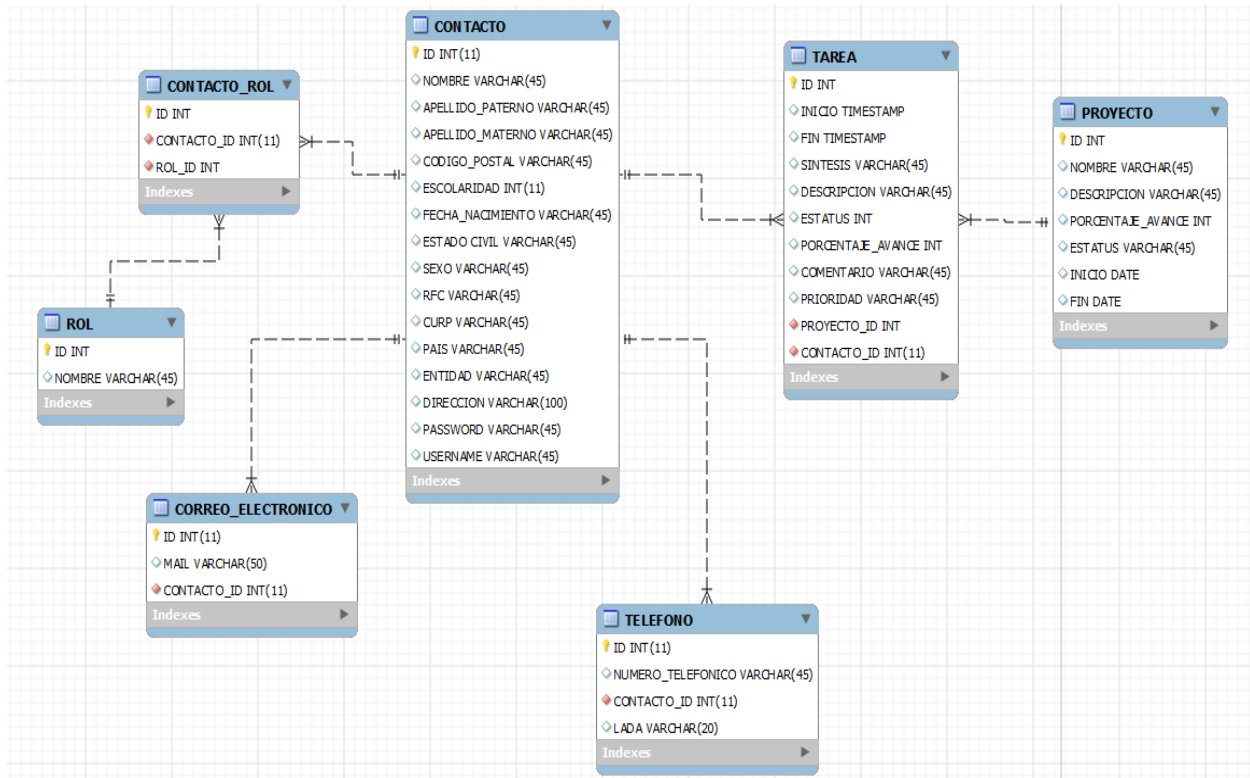 CONTACTO_ROL
ID INT
CONTACTO_ID INT(11)
ROL_ID INT
Indexes
ROL
ID INT
NOMBRE VARCHAR(45)
Indexes
CONTACTO
ID INT(11)
NOMBRE VARCHAR(45)
APELLIDO_PATERNO VARCHAR(45)
APELLIDO_MATERNO VARCHAR(45)
CODIGO_POSTAL VARCHAR(45)
ESCOLARIDAD INT(11)
FECHA_NACIMIENTO VARCHAR(45)
ESTADO CIVIL VARCHAR(45)
SEXO VARCHAR(45)
RFC VARCHAR(45)
CURP VARCHAR(45)
PAIS VARCHAR(45)
ENTIDAD VARCHAR(45)
DIRECCION VARCHAR(100)
PASSWORD VARCHAR(45)
USERNAME VARCHAR(45)
Indexes
TAREA
ID INT
INICIO TIMESTAMP
FIN TIMESTAMP
SINTESIS VARCHAR(45)
DESCRIPCION VARCHAR(45)
ESTATUS INT
PORCENTAJE_AVANCE INT
COMENTARIO VARCHAR(45)
PRIORIDAD VARCHAR(45)
PROYECTO_ID INT
CONTACTO_ID INT(11)
Indexes
PROYECTO
ID INT
NOMBRE VARCHAR(45)
DESCRIPCION VARCHAR(45)
PORCENTAJE_AVANCE INT
ESTATUS VARCHAR(45)
INICIO DATE
FIN DATE
Indexes
CORREO_ELECTRONICO
ID INT(11)
MAIL VARCHAR(50)
CONTACTO_ID INT(11)
Indexes
TELEFONO
ID INT(11)
NUMERO_TELEFONICO VARCHAR(45)
CONTACTO_ID INT(11)
LADA VARCHAR(20)
Indexes